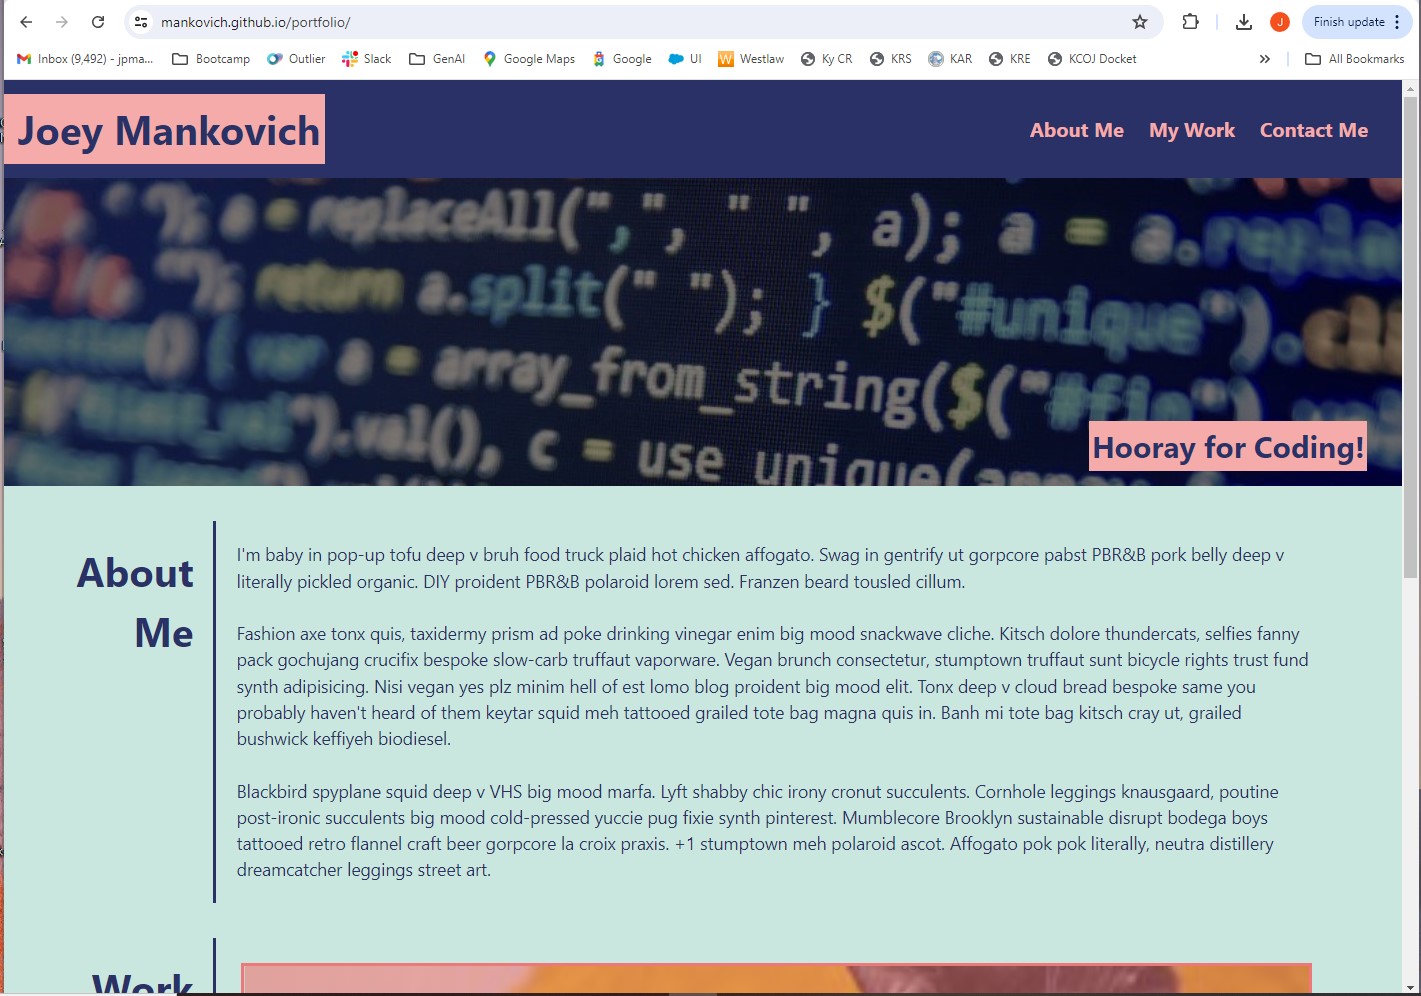 mankovich.github.io/portfolio/
J
Finish update
Inbox (9,492) - jpma...
Bootcamp
Outlier
Slack
GenAI
Google Maps
Google
UI
Westlaw
Ky CR
KRS
KAR
KRE
KCOJ Docket
All Bookmarks
Joey Mankovich
About Me
My Work
Contact Me
replaceAll(",", " ", a); a = a.
return a.split(" "); } $("#unique")
var a = array_from_string($("#fin")
).val(), c = use_unique(
Hooray for Coding!
About
Me
I'm baby in pop-up tofu deep v bruh food truck plaid hot chicken affogato. Swag in gentrify ut gorpcore pabst PBR&B pork belly deep v
literally pickled organic. DIY proident PBR&B polaroid lorem sed. Franzen beard tousled cillum.
Fashion axe tonx quis, taxidermy prism ad poke drinking vinegar enim big mood snackwave cliche. Kitsch dolore thundercats, selfies fanny
pack gochujang crucifix bespoke slow-carb truffaut vaporware. Vegan brunch consectetur, stumptown truffaut sunt bicycle rights trust fund
synth adipisicing. Nisi vegan yes plz minim hell of est lomo blog proident big mood elit. Tonx deep v cloud bread bespoke same you
probably haven't heard of them keytar squid meh tattooed grailed tote bag magna quis in. Banh mi tote bag kitsch cray ut, grailed
bushwick keffiyeh biodiesel.
Blackbird spyplane squid deep v VHS big mood marfa. Lyft shabby chic irony cronut succulents. Cornhole leggings knausgaard, poutine
post-ironic succulents big mood cold-pressed yuccie pug fixie synth pinterest. Mumblecore Brooklyn sustainable disrupt bodega boys
tattooed retro flannel craft beer gorpcore la croix praxis. +1 stumptown meh polaroid ascot. Affogato pok pok literally, neutra distillery
dreamcatcher leggings street art.
Work